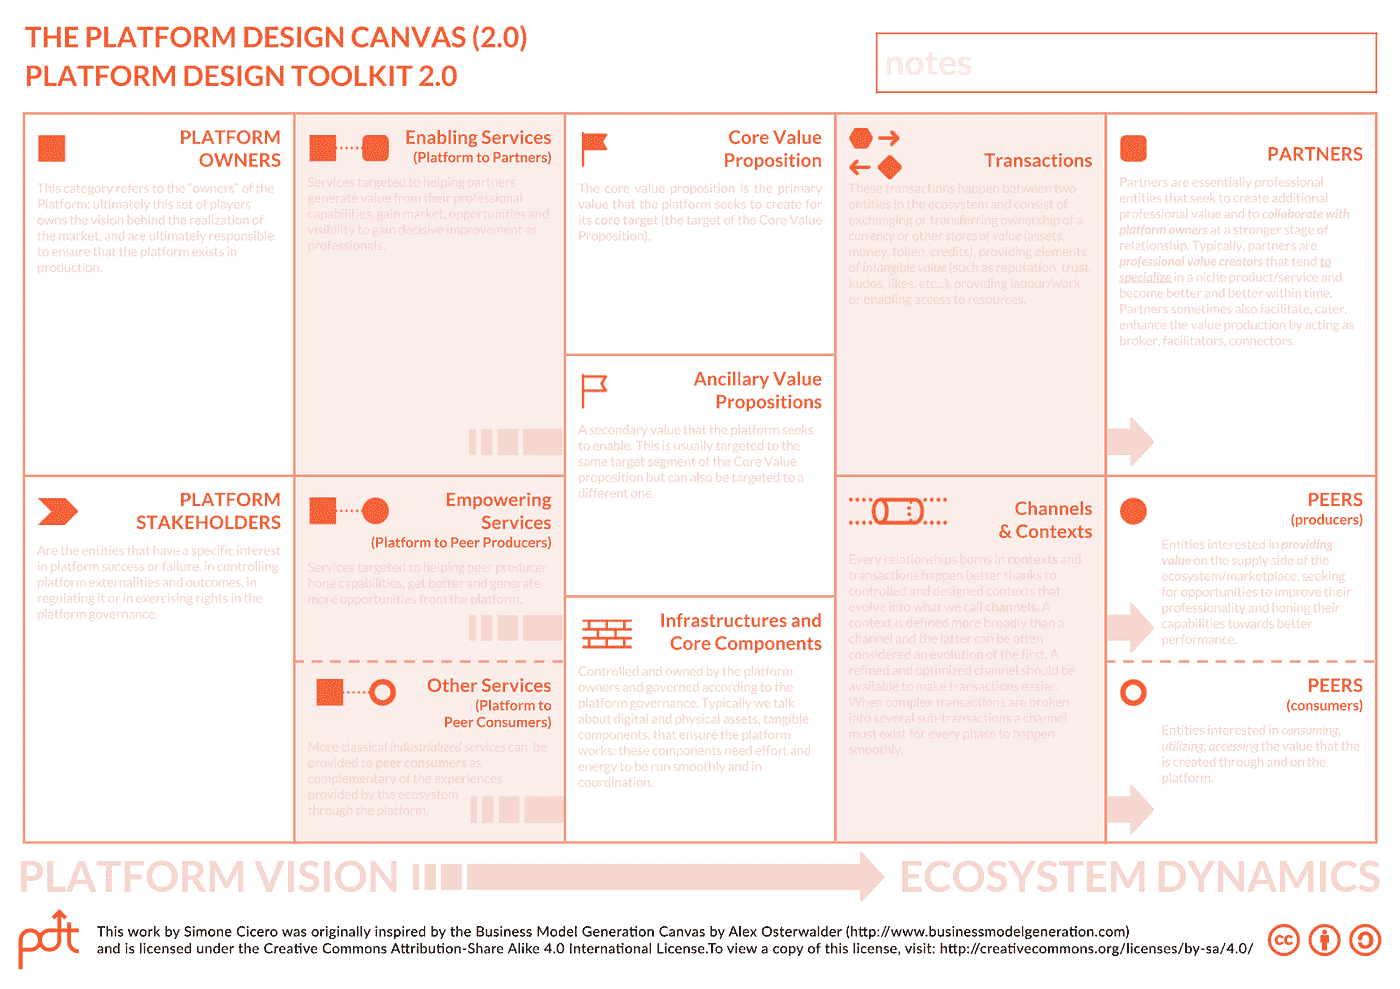 THE PLATFORM DESIGN CANVAS (2.0)
PLATFORM DESIGN TOOLKIT 2.0
notes
PLATFORM
OWNERS
This category refers to the "owners" of the
Platform: ultimately this set of players
owns the vision behind the realization of
the market, and are ultimately responsible
to ensure that the platform exists in
production.
Enabling Services
(Platform to Partners)
Services targeted to helping partners
generate value from their professional
capabilities, gain market, opportunities and
visibility to gain decisive improvement as
professionals.
Core Value
Proposition
The core value proposition is the primary
value that the platform seeks to create for
its core target (the target of the Core Value
Proposition).
Transactions
These transactions happen between two
entities in the ecosystem and consist of
exchanging or transferring ownership of a
currency or other stores of value (assets,
money, token, credits), providing elements
of intangible value (such as reputation, trust,
kudos, likes, etc...), providing labour/work
or enabling access to resources.
PARTNERS
Partners are essentially professional
entities that seek to create additional
professional value and to collaborate with
platform owners at a stronger stage of
relationship. Typically, partners are
professional value creators that tend to
specialize in a niche product/service and
become better and better within time.
Partners sometimes also facilitate, cater,
enhance the value production by acting as
broker, facilitators, connectors.
Ancillary Value
Propositions
A secondary value that the platform seeks
to enable. This is usually targeted to the
same target segment of the Core Value
proposition but can also be targeted to a
different one.
PLATFORM
STAKEHOLDERS
Are the entities that have a specific interest
in platform success or failure, in controlling
platform externalities and outcomes, in
regulating it or in exercising rights in the
platform governance.
Empowering
Services
(Platform to Peer Producers)
Services targeted to helping peer producer
hone capabilities, get better and generate
more opportunities from the platform.
Other Services
(Platform to
Peer Consumers)
More classical industrialized services can be
provided to peer consumers as
complementary of the experiences
provided by the ecosystem
through the platform.
Infrastructures and
Core Components
Controlled and owned by the platform
owners and governed according to the
platform governance. Typically we talk
about digital and physical assets, tangible
components, that ensure the platform
works: these components need effort and
energy to be run smoothly and in
coordination.
Channels
& Contexts
Every relationships borns in contexts and
transactions happen better thanks to
controlled and designed contexts that
evolve into what we call channels. A
context is defined more broadly than a
channel and the latter can be often
considered an evolution of the first. A
refined and optimized channel should be
available to make transactions easier.
When complex transactions are broken
into several sub-transactions a channel
must exist for every phase to happen
smoothly.
PEERS
(producers)
Entities interested in providing
value on the supply side of the
ecosystem/marketplace, seeking
for opportunities to improve their
professionality and honing their
capabilities towards better
performance.
PEERS
(consumers)
Entities interested in consuming,
utilizing, accessing the value that the
is created through and on the
platform.
PLATFORM VISION
ECOSYSTEM DYNAMICS
pdt
This work by Simone Cicero was originally inspired by the Business Model Generation Canvas by Alex Osterwalder (http://www.businessmodelgeneration.com)
and is licensed under the Creative Commons Attribution-Share Alike 4.0 International License.To view a copy of this license, visit: http://creativecommons.org/licenses/by-sa/4.0/
cc